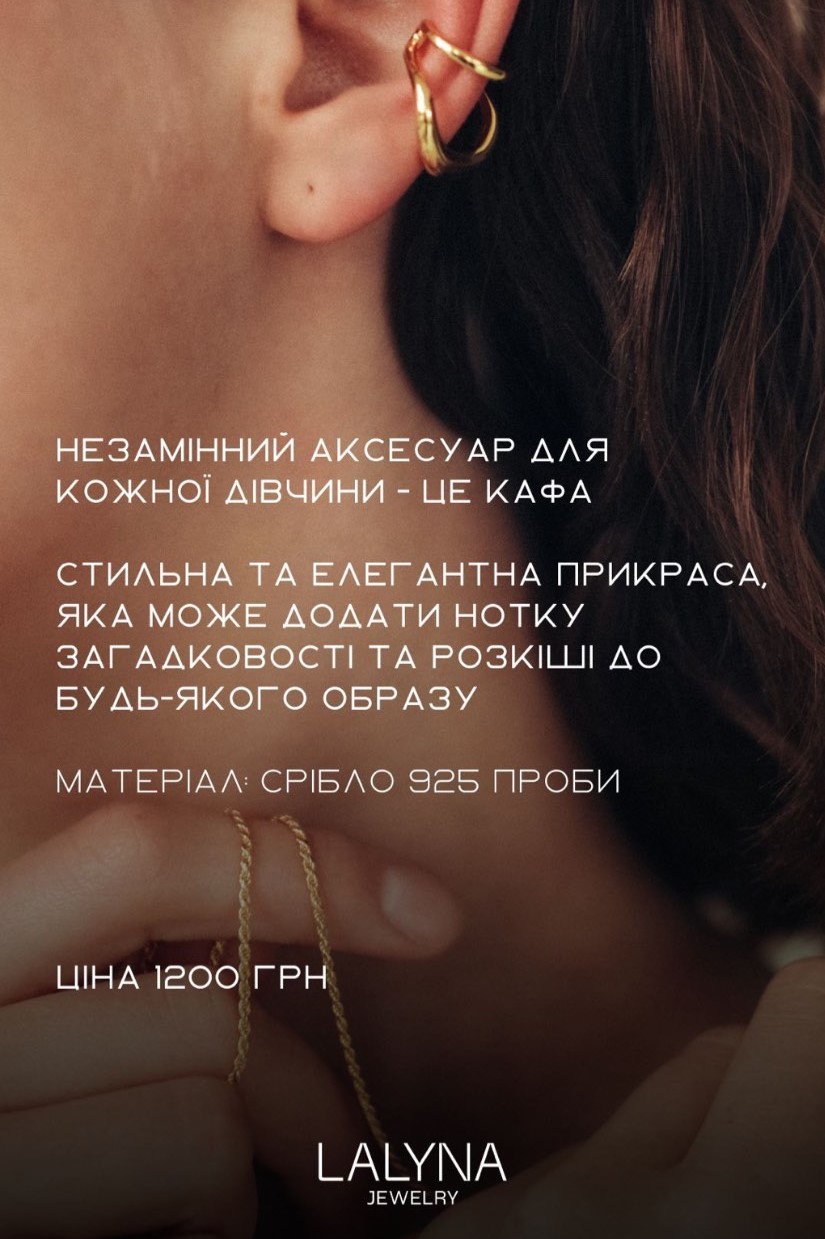 НЕЗАМІННИЙ АКСЕСУАР ДЛЯ
КОЖНОЇ ДІВЧИНИ - ЦЕ КАФА
СТИЛЬНА ТА ЕЛЕГАНТНА ПРИКРАСА,
ЯКА МОЖЕ ДОДАТИ НОТКУ
ЗАГАДКОВОСТІ ТА РОЗКІШІ ДО
БУДЬ-ЯКОГО ОБРАЗУ
МАТЕРІАЛ: СРІБЛО 925 ПРОБИ
ЦІНА 1200 ГРН
LALYNA
JEWELRY